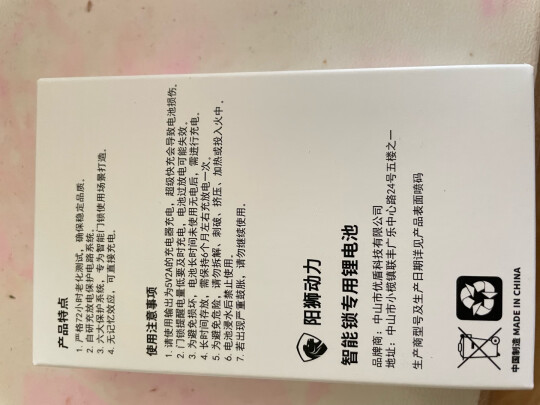 产品特点
1. 严格72小时老化测试，确保稳定品质。
2. 自研充放电保护电路系统。
3. 六大保护系统，专为智能门锁使用场景打造。
4. 无记忆效应，可直接充电。
使用注意事项
1. 请使用输出为5V2A的充电器充电，超级快充会导致电池损伤。
2. 门锁提醒电量低要及时充电，电池过放电可能失效。
3. 为避免损坏，电池长时间未使用无电后，需进行充电。
4. 长时间存放，需保持6个月左右充放电一次。
5. 为避免危险，请勿拆解、刺破、挤压、加热或投入火中。
6. 电池浸水后禁止使用。
7. 若出现严重鼓胀，请勿继续使用。
阳狮动力
智能锁专用锂电池
品牌商：中山市优盾科技有限公司
地址：中山市小榄镇联丰广乐中心路24号五楼之一
生产商型号及生产日期详见产品表面喷码
中国制造 MADE IN CHINA